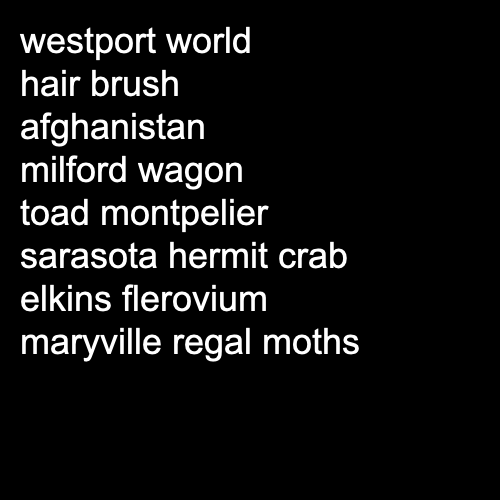 westport world
hair brush
afghanistan
milford wagon
toad montpelier
sarasota hermit crab
elkins flerovium
maryville regal moths